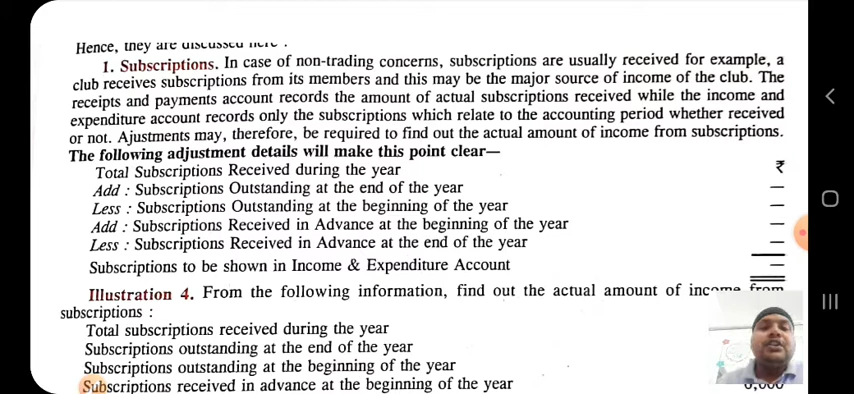 Hence, they are discussed here :
1. Subscriptions. In case of non-trading concerns, subscriptions are usually received for example, a
club receives subscriptions from its members and this may be the major source of income of the club. The
receipts and payments account records the amount of actual subscriptions received while the income and
expenditure account records only the subscriptions which relate to the accounting period whether received
or not. Ajustments may, therefore, be required to find out the actual amount of income from subscriptions.
The following adjustment details will make this point clear—
Total Subscriptions Received during the year ₹
Add : Subscriptions Outstanding at the end of the year —
Less : Subscriptions Outstanding at the beginning of the year —
Add : Subscriptions Received in Advance at the beginning of the year —
Less : Subscriptions Received in Advance at the end of the year —
Subscriptions to be shown in Income & Expenditure Account —
Illustration 4. From the following information, find out the actual amount of income from
subscriptions :
Total subscriptions received during the year
Subscriptions outstanding at the end of the year
Subscriptions outstanding at the beginning of the year
Subscriptions received in advance at the beginning of the year